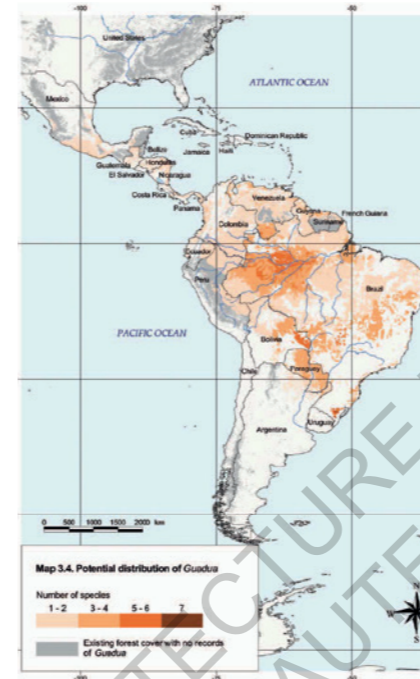 United States
ATLANTIC OCEAN
Mexico
Cuba
Dominican Republic
Belize
Jamaica
Haiti
Honduras
Guatemala
El Salvador
Nicaragua
Costa Rica
Panama
Venezuela
Guyana
French Guiana
Suriname
Colombia
Ecuador
Peru
Brazil
PACIFIC OCEAN
Bolivia
Chile
Paraguay
Uruguay
Argentina
0 500 1000 1500 2000 km
Map 3.4. Potential distribution of Guadua
Number of species
1 - 2 3 - 4 5 - 6 7
Existing forest cover with no records
of Guadua
W
S